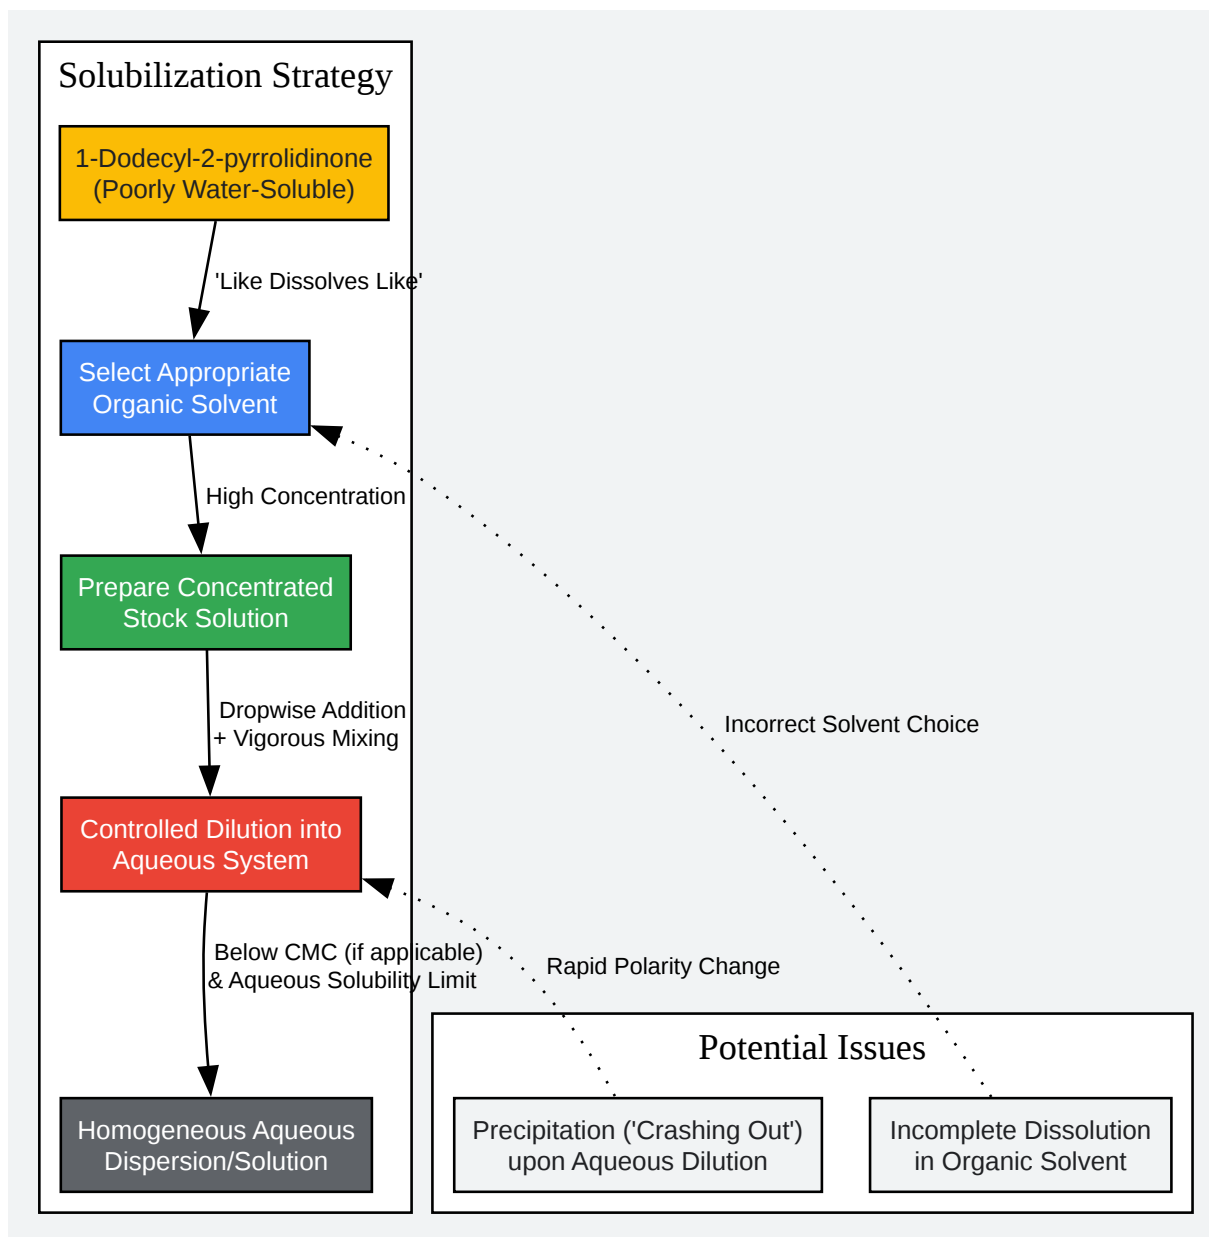 Solubilization Strategy
1-Dodecyl-2-pyrrolidinone
(Poorly Water-Soluble)
'Like Dissolves Like'
Select Appropriate
Organic Solvent
High Concentration
Prepare Concentrated
Stock Solution
Dropwise Addition
+ Vigorous Mixing
Incorrect Solvent Choice
Controlled Dilution into
Aqueous System
Below CMC (if applicable)
& Aqueous Solubility Limit
Rapid Polarity Change
Potential Issues
Homogeneous Aqueous
Dispersion/Solution
Precipitation ('Crashing Out')
upon Aqueous Dilution
Incomplete Dissolution
in Organic Solvent